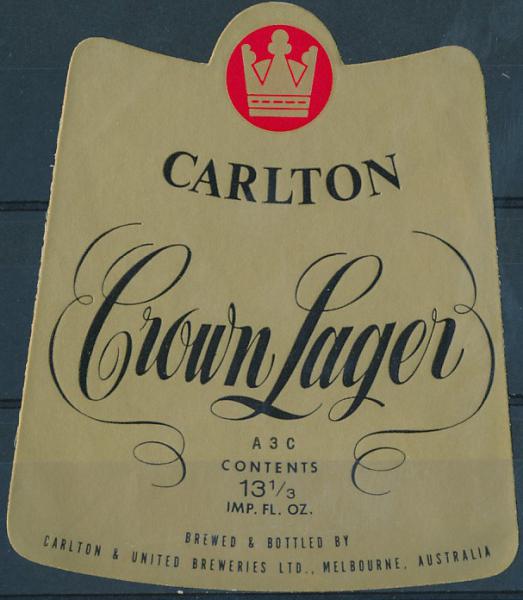 CARLTON
Crown Lager
A3C
CONTENTS
13 1/3
IMP. FL. OZ.
BREWED & BOTTLED BY
CARLTON & UNITED BREWERIES LTD., MELBOURNE, AUSTRALIA